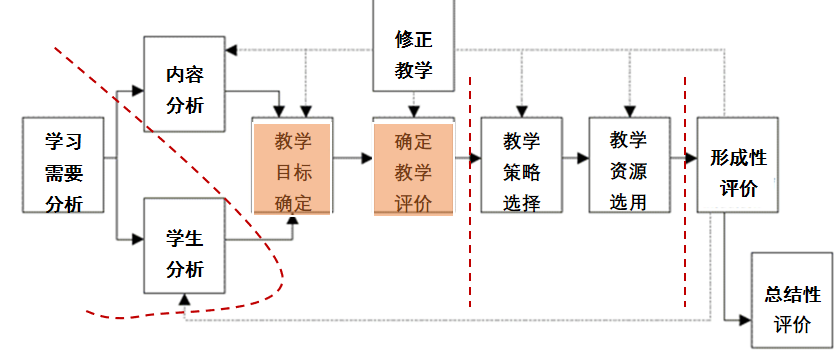 修正
教学
内容
分析
学习
需要
分析
教学
目标
确定
确定
教学
评价
教学
策略
选择
教学
资源
选用
形成性
评价
学生
分析
总结性
评价